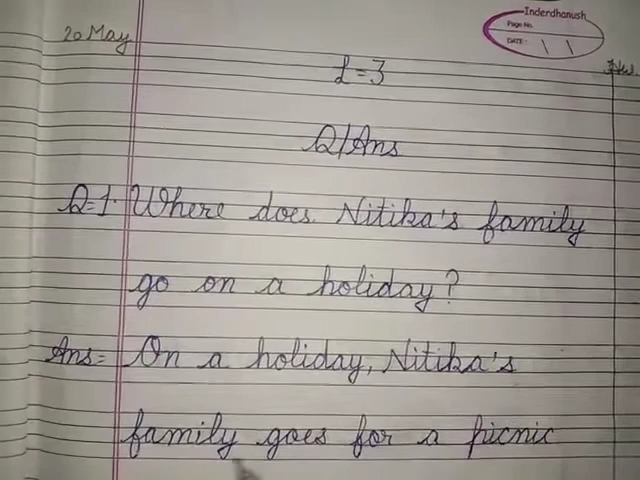 Inderdhanush
Page No.
DATE: \ \
20 May
L=3
Q/Ans
Q=1. Where does Nitika's family
go on a holiday?
Ans= On a holiday, Nitika's
family goes for a picnic